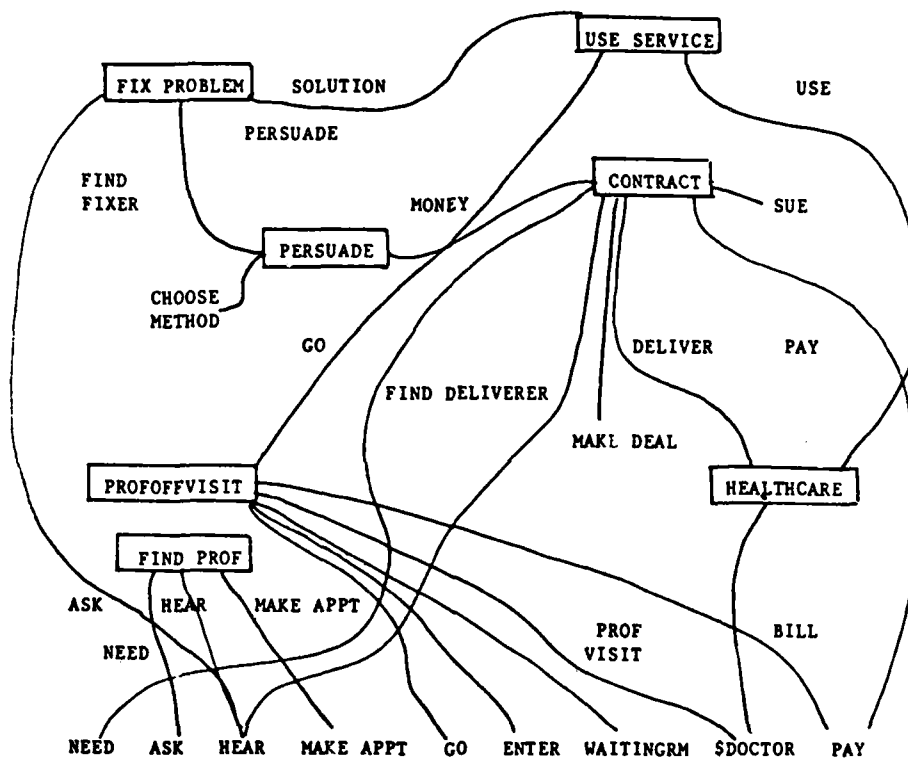 USE SERVICE
FIX PROBLEM
SOLUTION
USE
PERSUADE
FIND
FIXER
CONTRACT
MONEY
SUE
PERSUADE
CHOOSE
METHOD
GO
DELIVER
PAY
FIND DELIVERER
MAKE DEAL
PROFOFFVISIT
HEALTHCARE
FIND PROF
ASK
HEAR
MAKE APPT
NEED
PROF
VISIT
BILL
NEED ASK HEAR MAKE APPT GO ENTER WAITINGRM $DOCTOR PAY